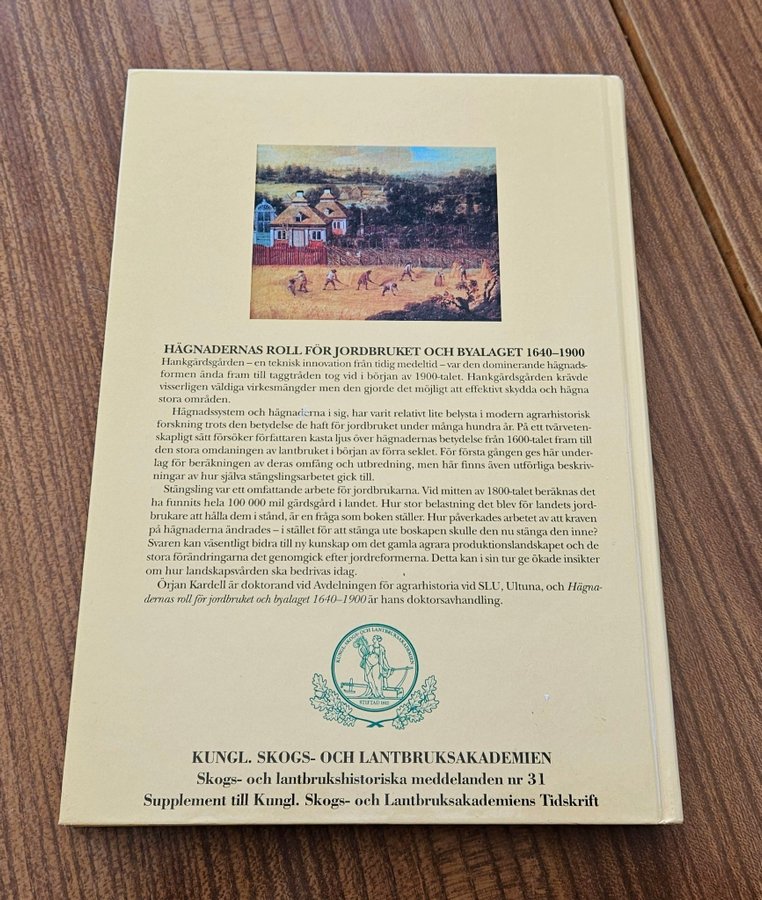 HÄGNADERNAS ROLL FÖR JORDBRUKET OCH BYALAGET 1640–1900
Hankgärdsgården – en teknisk innovation från tidig medeltid – var den dominerande hägnads-
formen ända fram till taggtråden tog vid i början av 1900-talet. Hankgärdsgården krävde
visserligen väldiga virkesmängder men den gjorde det möjligt att effektivt skydda och hägna
stora områden.
Hägnadssystem och hägnaderna i sig, har varit relativt lite belysta i modern agrarhistorisk
forskning trots den betydelse de haft för jordbruket under många hundra år. På ett tvärveten-
skapligt sätt försöker författaren kasta ljus över hägnadernas betydelse från 1600-talet fram till
den stora omdaningen av lantbruket i början av förra seklet. För första gången ges här under-
lag för beräkningen av deras omfång och utbredning, men här finns även utförliga beskriv-
ningar av hur själva stängslingsarbetet gick till.
Stängsling var ett omfattande arbete för jordbrukarna. Vid mitten av 1800-talet beräknas det
ha funnits hela 100 000 mil gärdsgård i landet. Hur stor belastning det blev för landets jord-
brukare att hålla dem i stånd, är en fråga som boken ställer. Hur påverkades arbetet av att kraven
på hägnaderna ändrades – i stället för att stänga ute boskapen skulle den nu stänga den inne?
Svaren kan väsentligt bidra till ny kunskap om det gamla agrara produktionslandskapet och de
stora förändringarna det genomgick efter jordreformerna. Detta kan i sin tur ge ökade insikter
om hur landskapsvården ska bedrivas idag.
Örjan Kardell är doktorand vid Avdelningen för agrarhistoria vid SLU, Ultuna, och Hägna-
dernas roll för jordbruket och byalaget 1640–1900 är hans doktorsavhandling.
KUNGL. SKOGS- OCH LANTBRUKSAKADEMIEN
STIFTAD 1811
KUNGL. SKOGS- OCH LANTBRUKSAKADEMIEN
Skogs- och lantbrukshistoriska meddelanden nr 31
Supplement till Kungl. Skogs- och Lantbruksakademiens Tidskrift